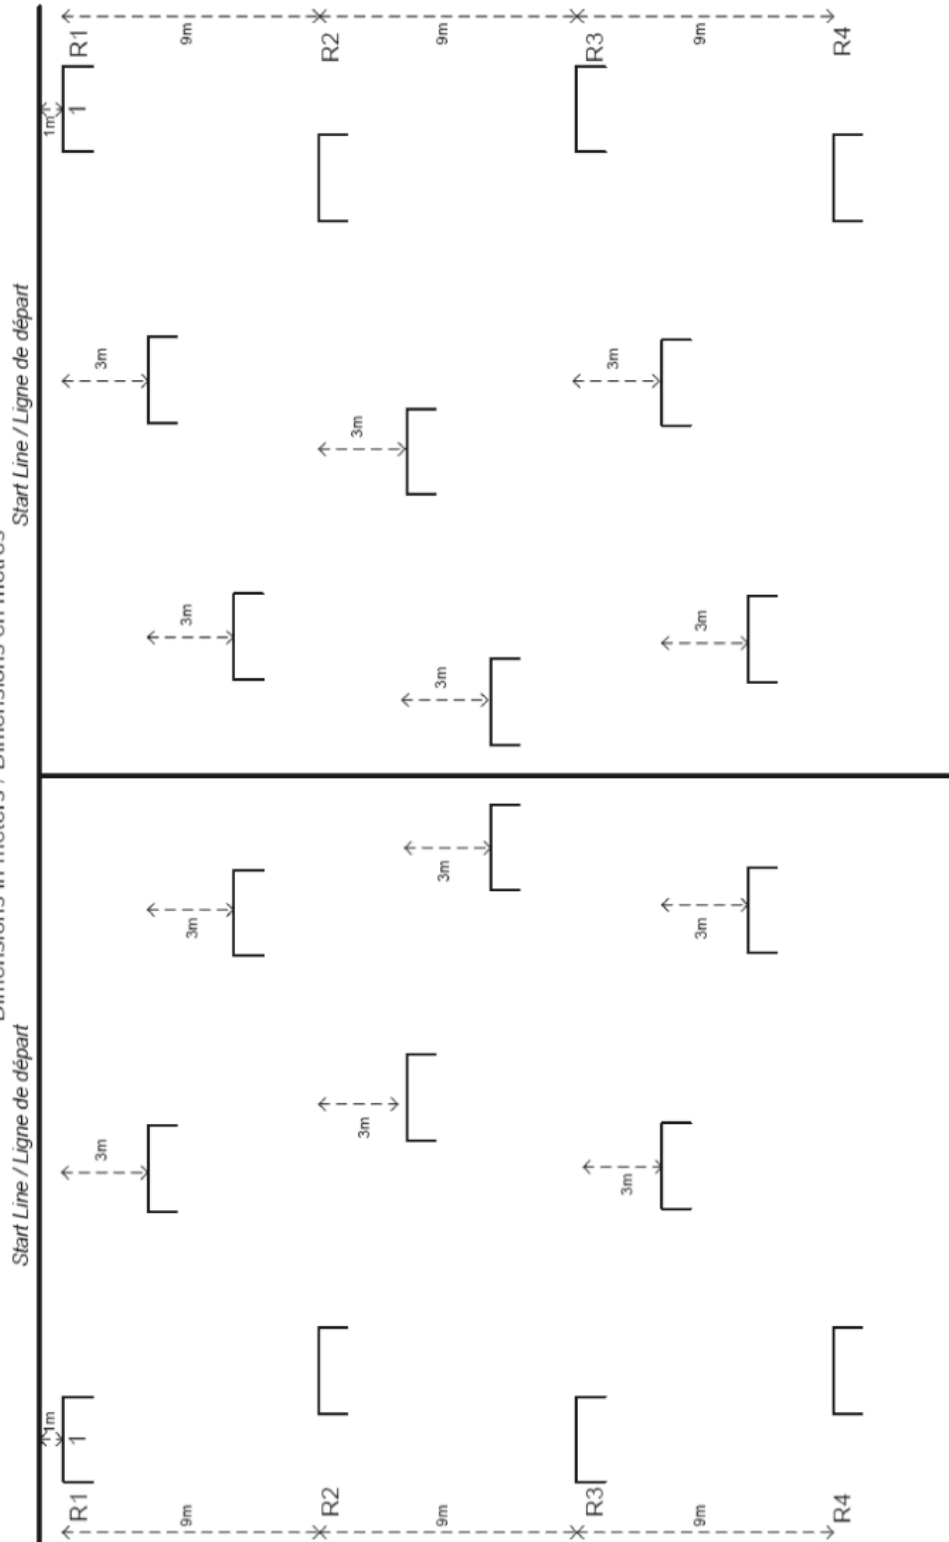 Dimensions in meters / Dimensions en mètres
Start Line / Ligne de départ
Start Line / Ligne de départ
1m
1m
R1
1
1
R1
3m
3m
9m
3m
3m
9m
R2
R2
3m
3m
9m
3m
3m
9m
R3
R3
3m
3m
9m
3m
3m
9m
R4
R4